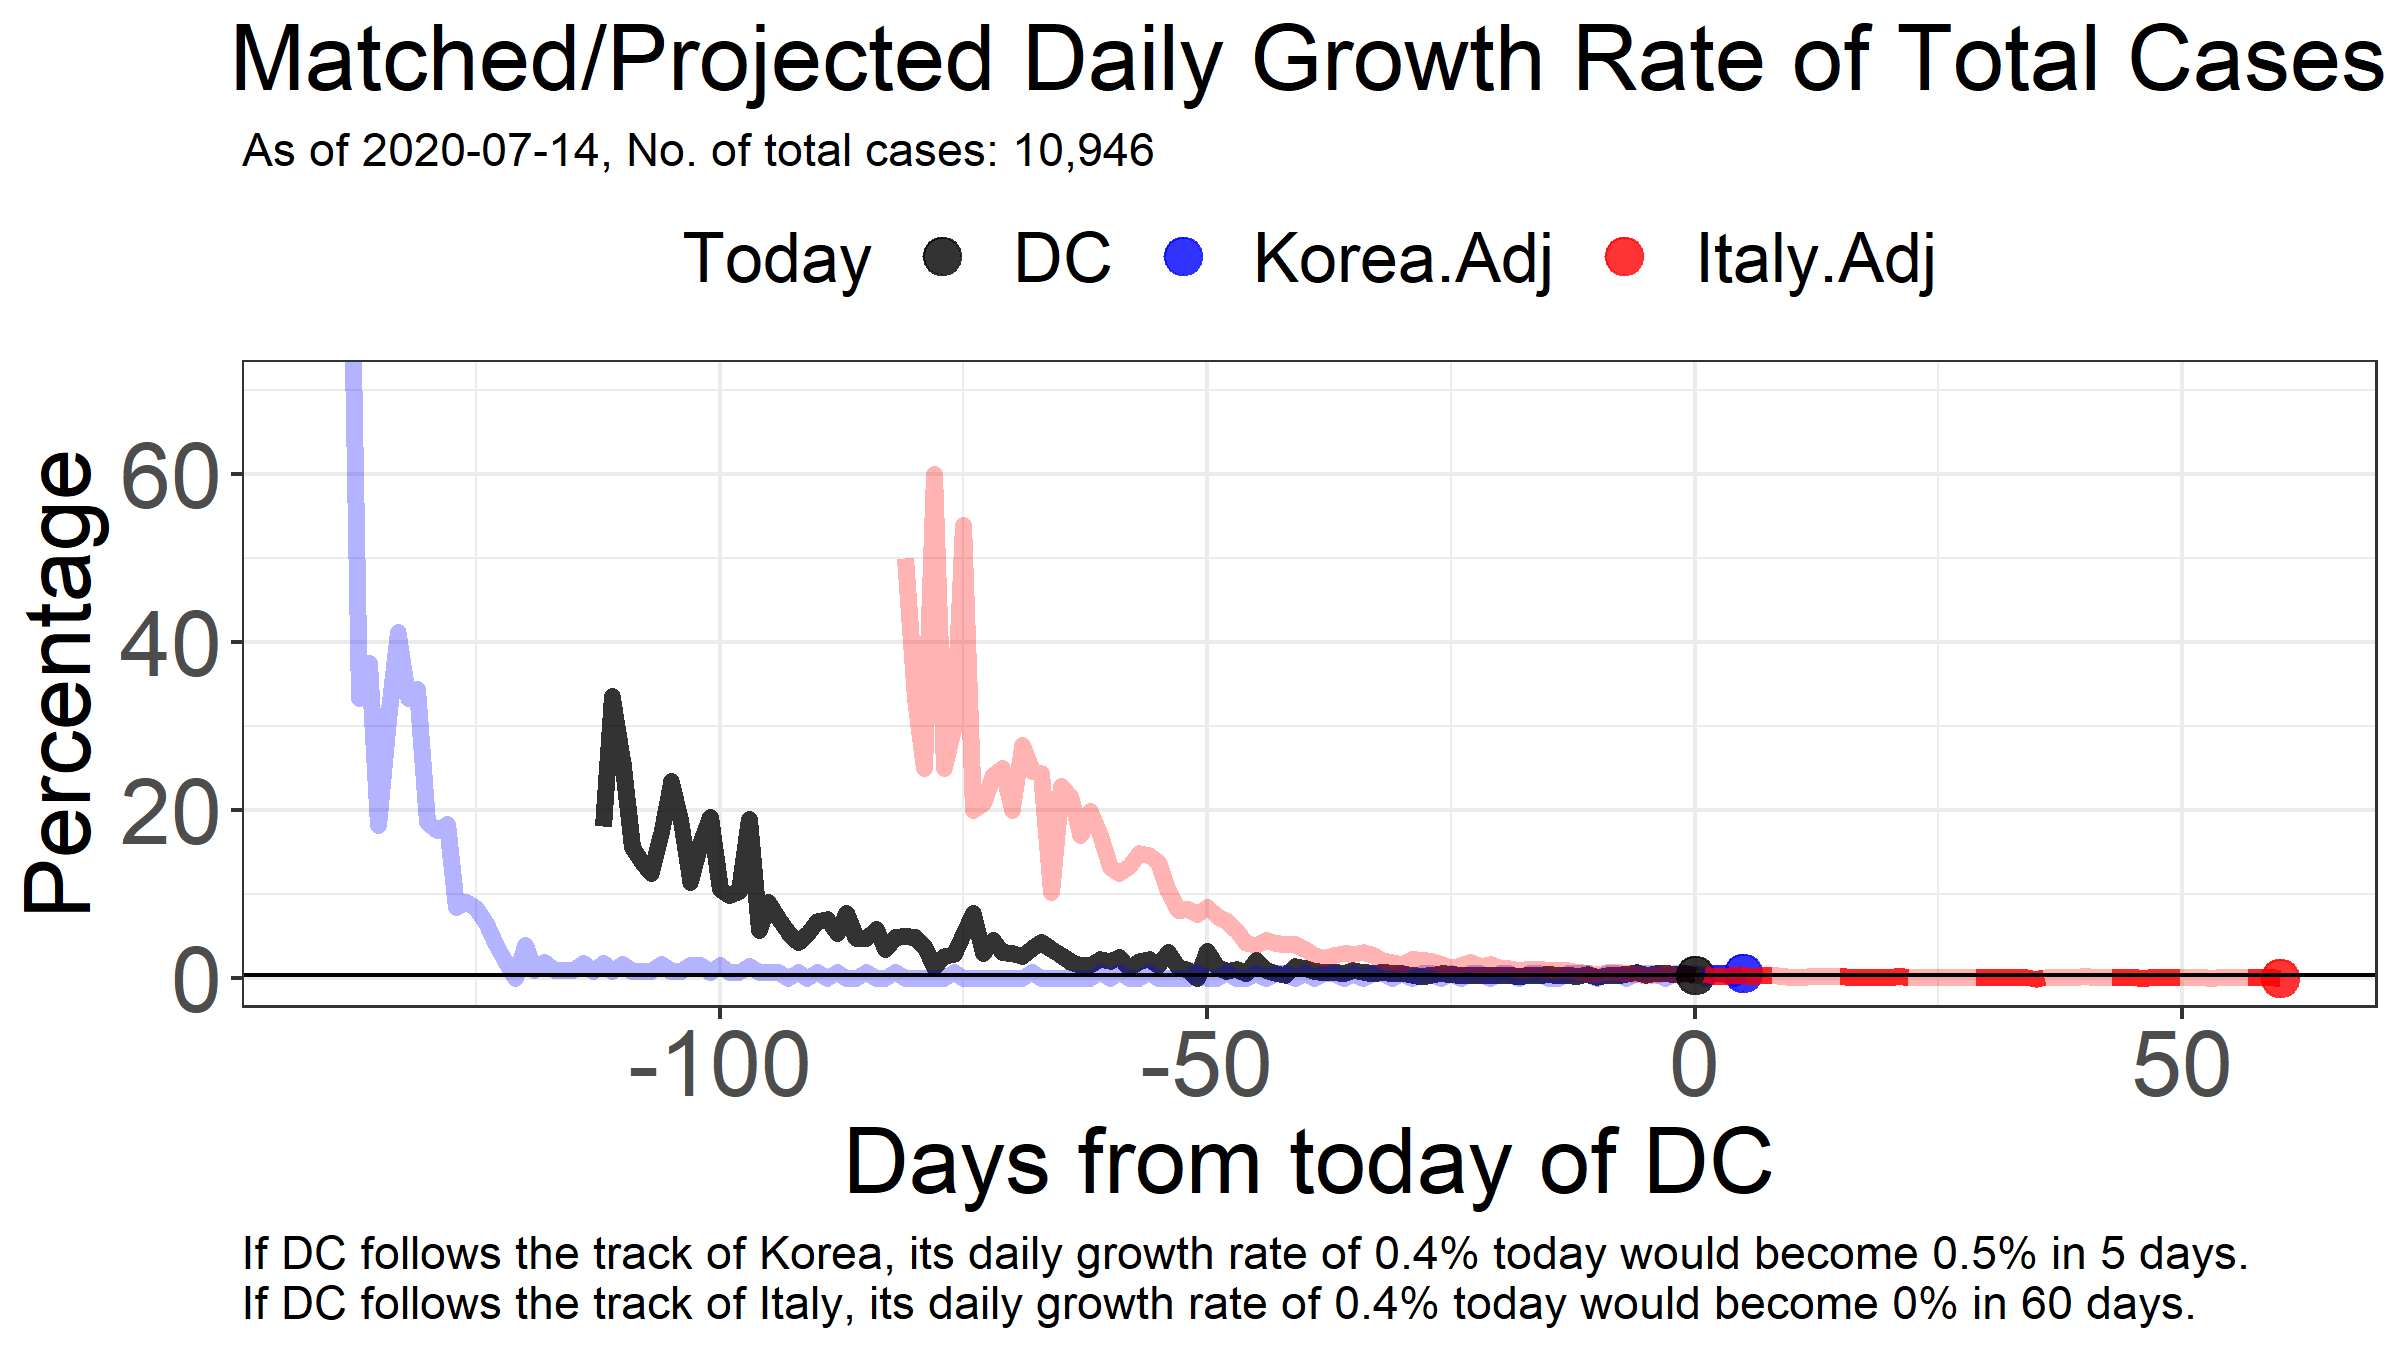 Matched/Projected Daily Growth Rate of Total Cases
As of 2020-07-14, No. of total cases: 10,946
Today DC Korea.Adj Italy.Adj
Percentage
60
40
20
0
-100 -50 0 50
Days from today of DC
If DC follows the track of Korea, its daily growth rate of 0.4% today would become 0.5% in 5 days.
If DC follows the track of Italy, its daily growth rate of 0.4% today would become 0% in 60 days.